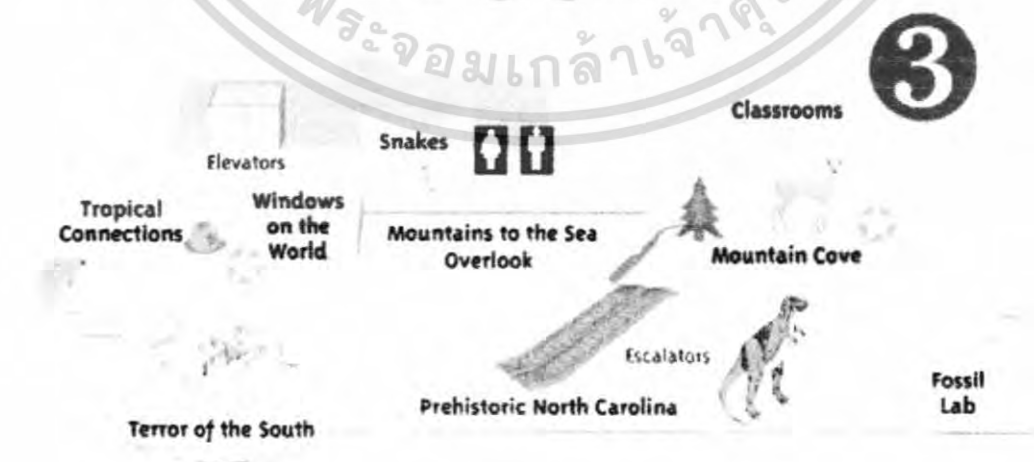 พระจอมเกล้าเจ้าคุ
3
Classrooms
Snakes
Elevators
Tropical
Connections
Windows
on the
World
Mountains to the Sea
Overlook
Mountain Cove
Escalators
Prehistoric North Carolina
Fossil
Lab
Terror of the South